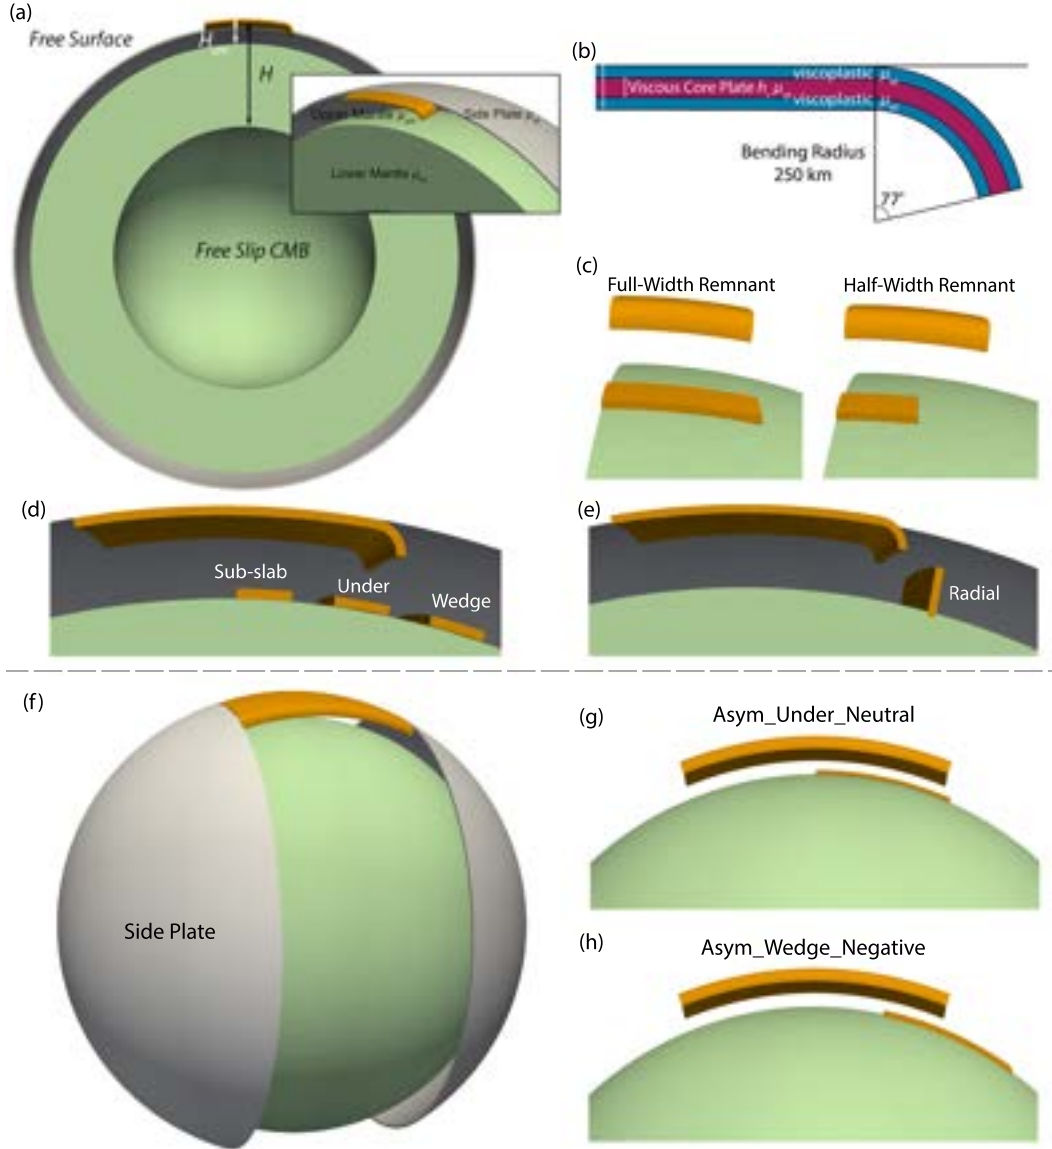 (a)
Free Surface
H
Upper Mantle
Side Plate
Lower Mantle
Free Slip CMB
(b)
viscoplastic
Viscous Core Plate
viscoplastic
Bending Radius
250 km
77°
(c)
Full-Width Remnant
Half-Width Remnant
(d)
Sub-slab
Under
Wedge
(e)
Radial
(f)
Side Plate
(g)
Asym_Under_Neutral
(h)
Asym_Wedge_Negative